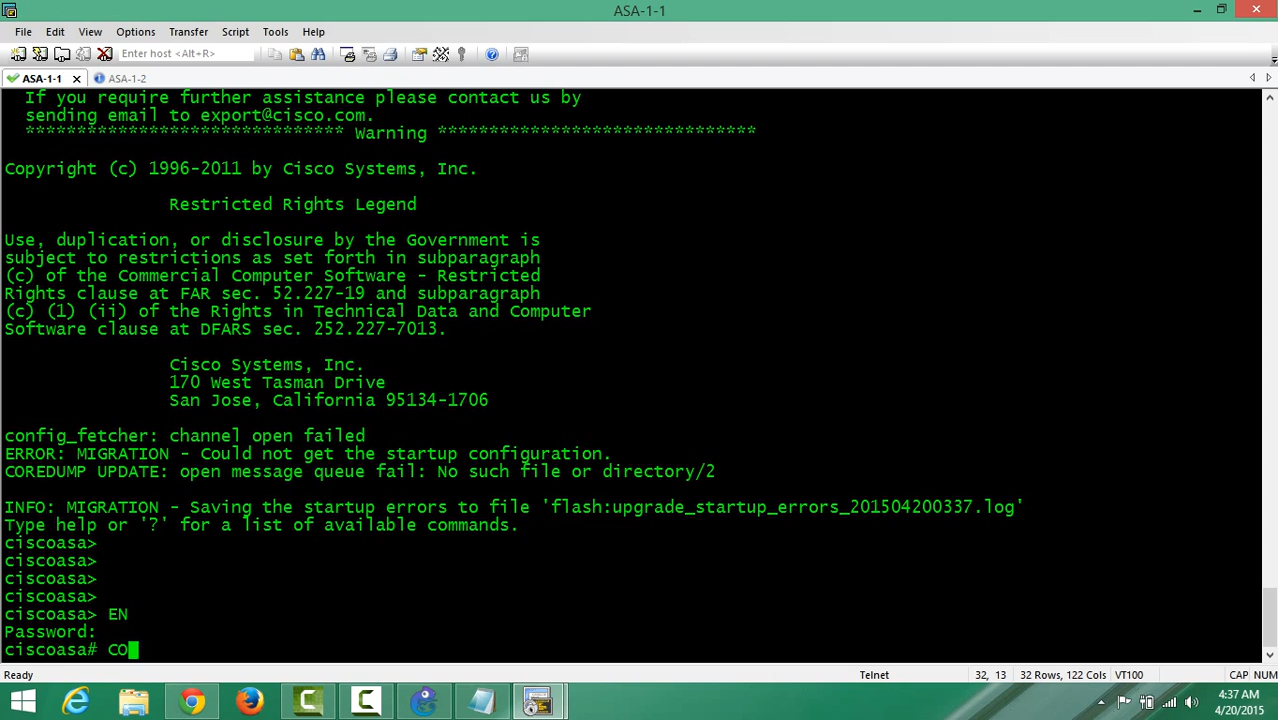 ASA-1-1
File Edit View Options Transfer Script Tools Help
Enter host <Alt+R>
ASA-1-1 ASA-1-2
If you require further assistance please contact us by
sending email to export@cisco.com.
******************************* Warning *******************************
Copyright (c) 1996-2011 by Cisco Systems, Inc.
Restricted Rights Legend
Use, duplication, or disclosure by the Government is
subject to restrictions as set forth in subparagraph
(c) of the Commercial Computer Software - Restricted
Rights clause at FAR sec. 52.227-19 and subparagraph
(c) (1) (ii) of the Rights in Technical Data and Computer
Software clause at DFARS sec. 252.227-7013.
Cisco Systems, Inc.
170 West Tasman Drive
San Jose, California 95134-1706
config_fetcher: channel open failed
ERROR: MIGRATION - Could not get the startup configuration.
COREDUMP UPDATE: open message queue fail: No such file or directory/2
INFO: MIGRATION - Saving the startup errors to file 'flash:upgrade_startup_errors_201504200337.log'
Type help or '?' for a list of available commands.
ciscoasa>
ciscoasa>
ciscoasa>
ciscoasa>
ciscoasa> EN
Password:
ciscoasa# CO
Ready Telnet 32, 13 32 Rows, 122 Cols VT100 CAP NUM
4:37 AM
4/20/2015